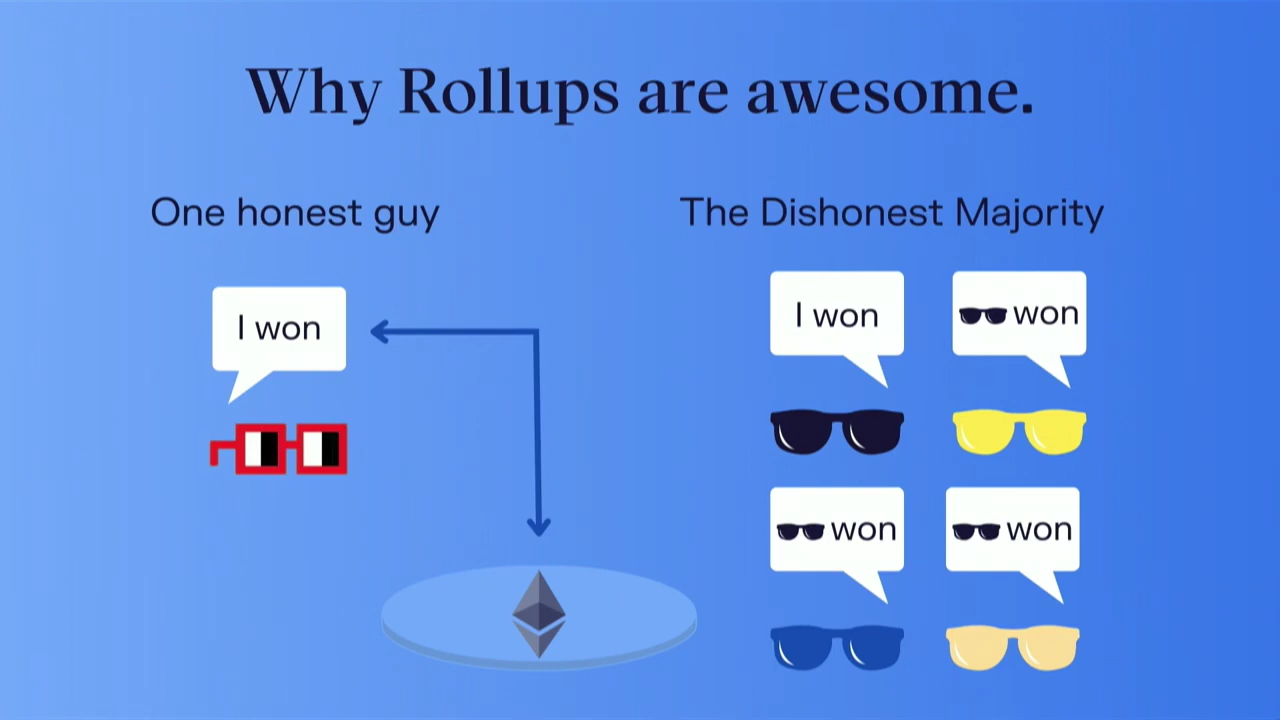 Why Rollups are awesome.
One honest guy
The Dishonest Majority
I won
I won
won
won
won